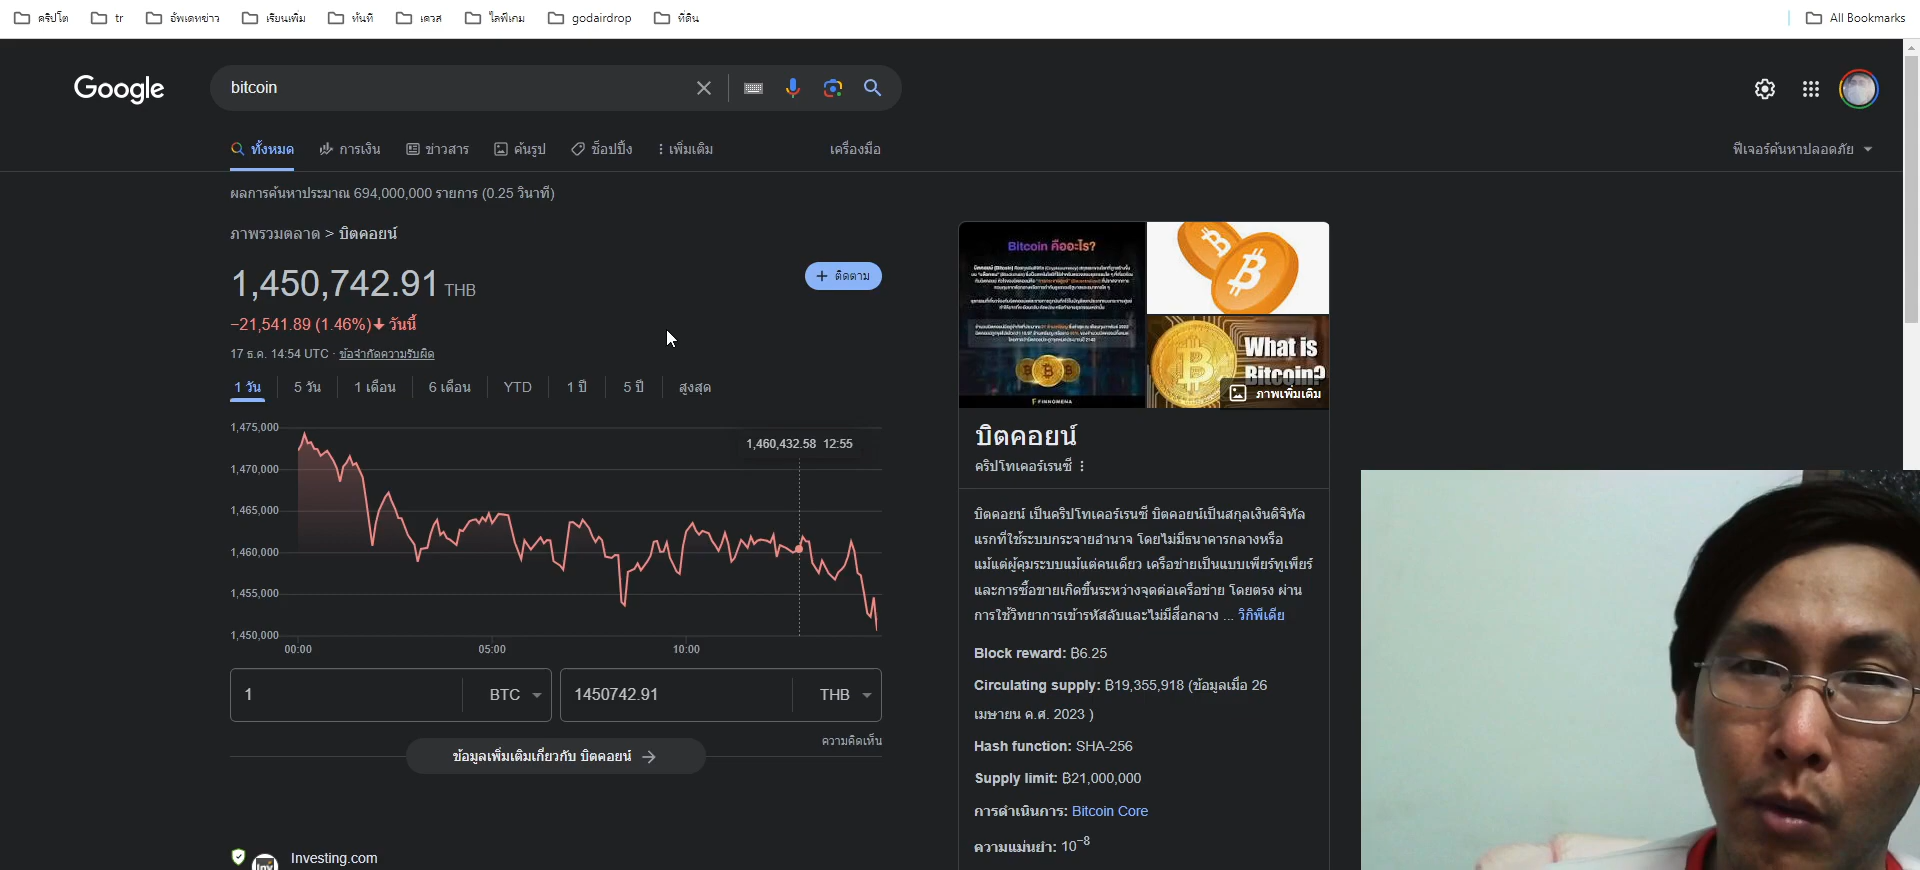 คริปโต
tr
อัพเดทข่าว
เรียนเพิ่ม
ทันที
เควส
ไลฟ์เกม
godairdrop
ที่ดิน
All Bookmarks
Google
bitcoin
ทั้งหมด
การเงิน
ข่าวสาร
ค้นรูป
ช็อปปิ้ง
เพิ่มเติม
เครื่องมือ
ฟีเจอร์ค้นหาปลอดภัย
ผลการค้นหาประมาณ 694,000,000 รายการ (0.25 วินาที)
ภาพรวมตลาด > บิตคอยน์
1,450,742.91 THB
+ ติดตาม
−21,541.89 (1.46%) วันนี้
17 ธ.ค. 14:54 UTC · ข้อจำกัดความรับผิด
1 วัน
5 วัน
1 เดือน
6 เดือน
YTD
1 ปี
5 ปี
สูงสุด
1,460,432.58 12:55
1,475,000
1,470,000
1,465,000
1,460,000
1,455,000
1,450,000
00:00
05:00
10:00
1
BTC
1450742.91
THB
ความคิดเห็น
ข้อมูลเพิ่มเติมเกี่ยวกับ บิตคอยน์
Investing.com
Bitcoin คืออะไร?
FINNOMENA
What is
Bitcoin?
ภาพเพิ่มเติม
บิตคอยน์
คริปโทเคอร์เรนซี
บิตคอยน์ เป็นคริปโทเคอร์เรนซี บิตคอยน์เป็นสกุลเงินดิจิทัล
แรกที่ใช้ระบบกระจายอำนาจ โดยไม่มีธนาคารกลางหรือ
แม้แต่ผู้คุมระบบแม้แต่คนเดียว เครือข่ายเป็นแบบเพียร์ทูเพียร์
และการซื้อขายเกิดขึ้นระหว่างจุดต่อเครือข่าย โดยตรง ผ่าน
การใช้วิทยาการเข้ารหัสลับและไม่มีสื่อกลาง ... วิกิพีเดีย
Block reward: ₿6.25
Circulating supply: ₿19,355,918 (ข้อมูลเมื่อ 26
เมษายน ค.ศ. 2023 )
Hash function: SHA-256
Supply limit: ₿21,000,000
การดำเนินการ: Bitcoin Core
ความแม่นยำ: 10⁻⁸